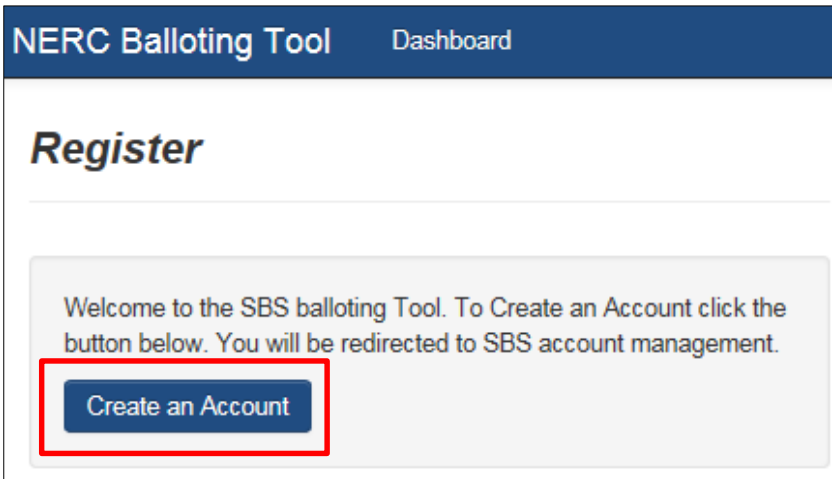 NERC Balloting Tool Dashboard
Register
Welcome to the SBS balloting Tool. To Create an Account click the
button below. You will be redirected to SBS account management.
Create an Account